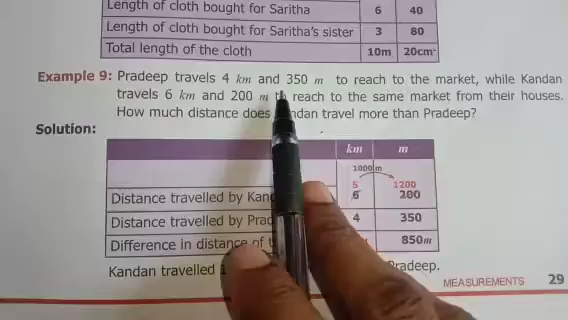 Length of cloth bought for Saritha 6 40
Length of cloth bought for Saritha's sister 3 80
Total length of the cloth 10m 20cm
Example 9: Pradeep travels 4 km and 350 m to reach to the market, while Kandan
travels 6 km and 200 m to reach to the same market from their houses.
How much distance does Kandan travel more than Pradeep?
Solution:
km m
1000 m
5 1200
Distance travelled by 6 200
Distance travelled by 4 350
Difference in distance of 850m
Kandan travelled Pradeep.
MEASUREMENTS 29